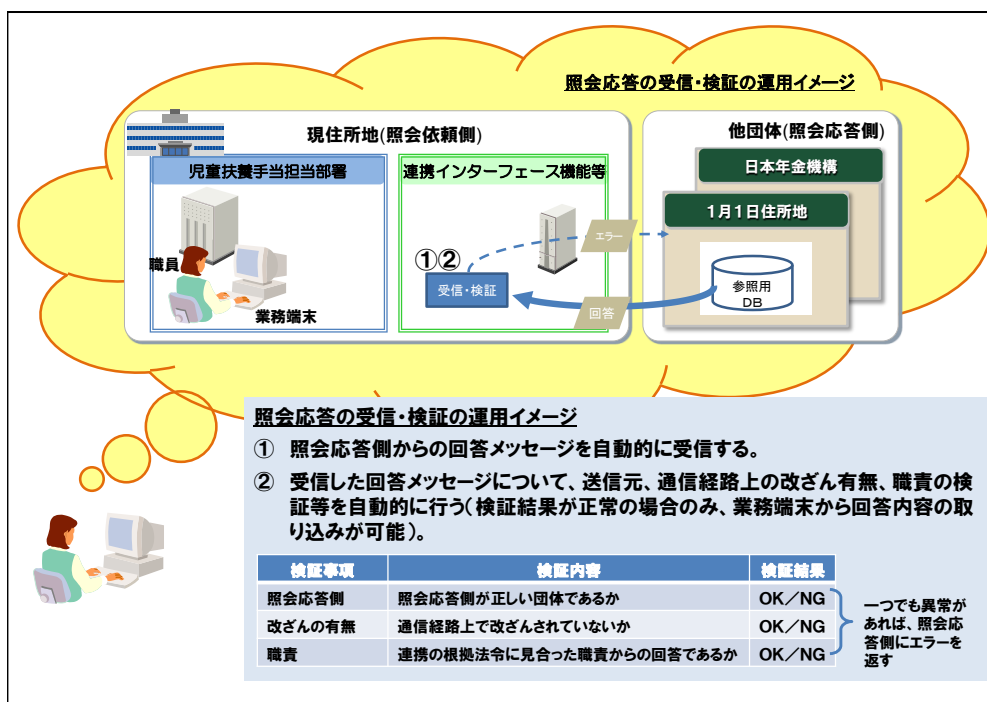 照会応答の受信・検証の運用イメージ
現住所地(照会依頼側)
他団体(照会応答側)
児童扶養手当担当部署
連携インターフェース機能等
日本年金機構
1月1日住所地
職員
業務端末
①②
受信・検証
エラー
回答
参照用
DB
照会応答の受信・検証の運用イメージ
① 照会応答側からの回答メッセージを自動的に受信する。
② 受信した回答メッセージについて、送信元、通信経路上の改ざん有無、職責の検
証等を自動的に行う(検証結果が正常の場合のみ、業務端末から回答内容の取
り込みが可能)。
検証事項 検証内容 検証結果
照会応答側 照会応答側が正しい団体であるか OK/NG
改ざんの有無 通信経路上で改ざんされていないか OK/NG
職責 連携の根拠法令に見合った職責からの回答であるか OK/NG
一つでも異常が
あれば、照会応
答側にエラーを
返す